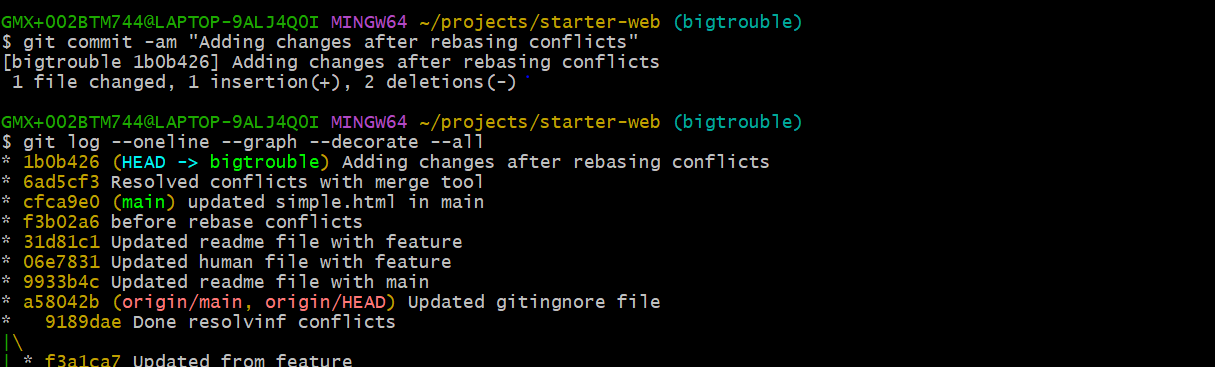 GMX+002BTM744@LAPTOP-9ALJ4Q0I MINGW64 ~/projects/starter-web (bigtrouble)
$ git commit -am "Adding changes after rebasing conflicts"
[bigtrouble 1b0b426] Adding changes after rebasing conflicts
 1 file changed, 1 insertion(+), 2 deletions(-)

GMX+002BTM744@LAPTOP-9ALJ4Q0I MINGW64 ~/projects/starter-web (bigtrouble)
$ git log --oneline --graph --decorate --all
* 1b0b426 (HEAD -> bigtrouble) Adding changes after rebasing conflicts
* 6ad5cf3 Resolved conflicts with merge tool
* cfca9e0 (main) updated simple.html in main
* f3b02a6 before rebase conflicts
* 31d81c1 Updated readme file with feature
* 06e7831 Updated human file with feature
* 9933b4c Updated readme file with main
* a58042b (origin/main, origin/HEAD) Updated gitingnore file
*   9189dae Done resolvinf conflicts
|\
| * f3a1ca7 Updated from feature